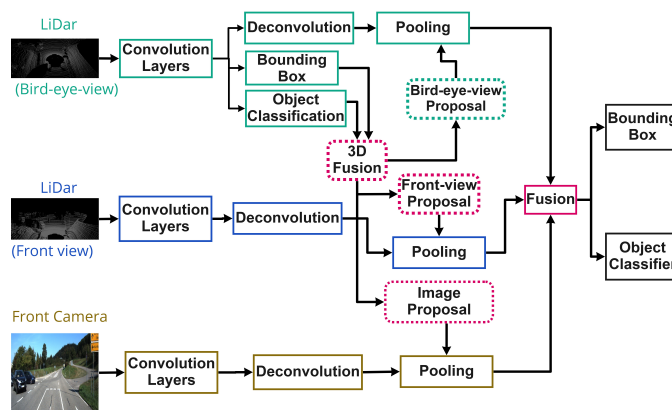 LiDar
(Bird-eye-view)
Convolution
Layers
Deconvolution
Pooling
Bounding
Box
Object
Classification
Bird-eye-view
Proposal
3D
Fusion
LiDar
(Front view)
Convolution
Layers
Deconvolution
Front-view
Proposal
Pooling
Fusion
Bounding
Box
Object
Classifier
Image
Proposal
Front Camera
Convolution
Layers
Deconvolution
Pooling